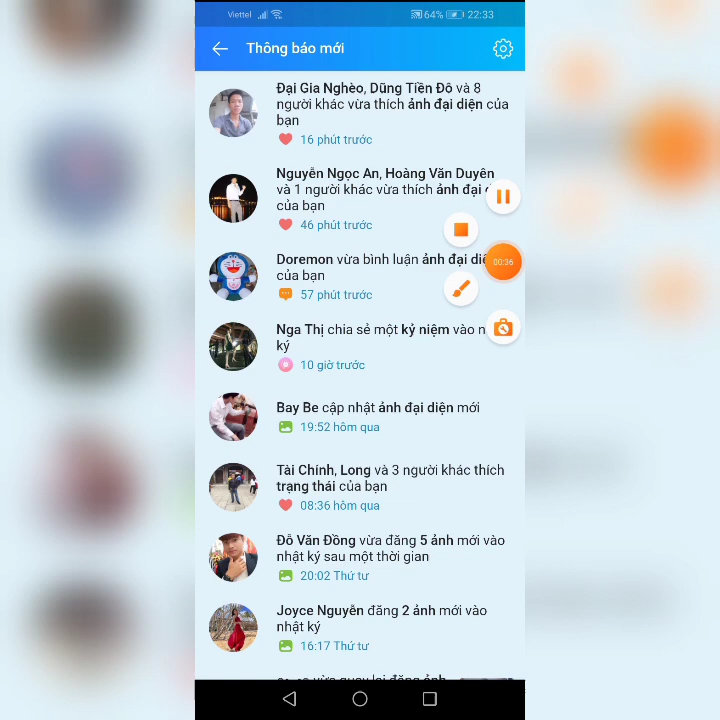 Viettel
64% 22:33
Thông báo mới
Đại Gia Nghèo, Dũng Tiền Đô và 8
người khác vừa thích ảnh đại diện của
bạn
16 phút trước
Nguyễn Ngọc An, Hoàng Văn Duyên
và 1 người khác vừa thích ảnh đại
của bạn
46 phút trước
Doremon vừa bình luận ảnh đại
của bạn
00:36
57 phút trước
Nga Thị chia sẻ một kỷ niệm vào
ký
10 giờ trước
Bay Be cập nhật ảnh đại diện mới
19:52 hôm qua
Tài Chính, Long và 3 người khác thích
trạng thái của bạn
08:36 hôm qua
Đỗ Văn Đồng vừa đăng 5 ảnh mới vào
nhật ký sau một thời gian
20:02 Thứ tư
Joyce Nguyễn đăng 2 ảnh mới vào
nhật ký
16:17 Thứ tư
vừa quay lại đăng ảnh